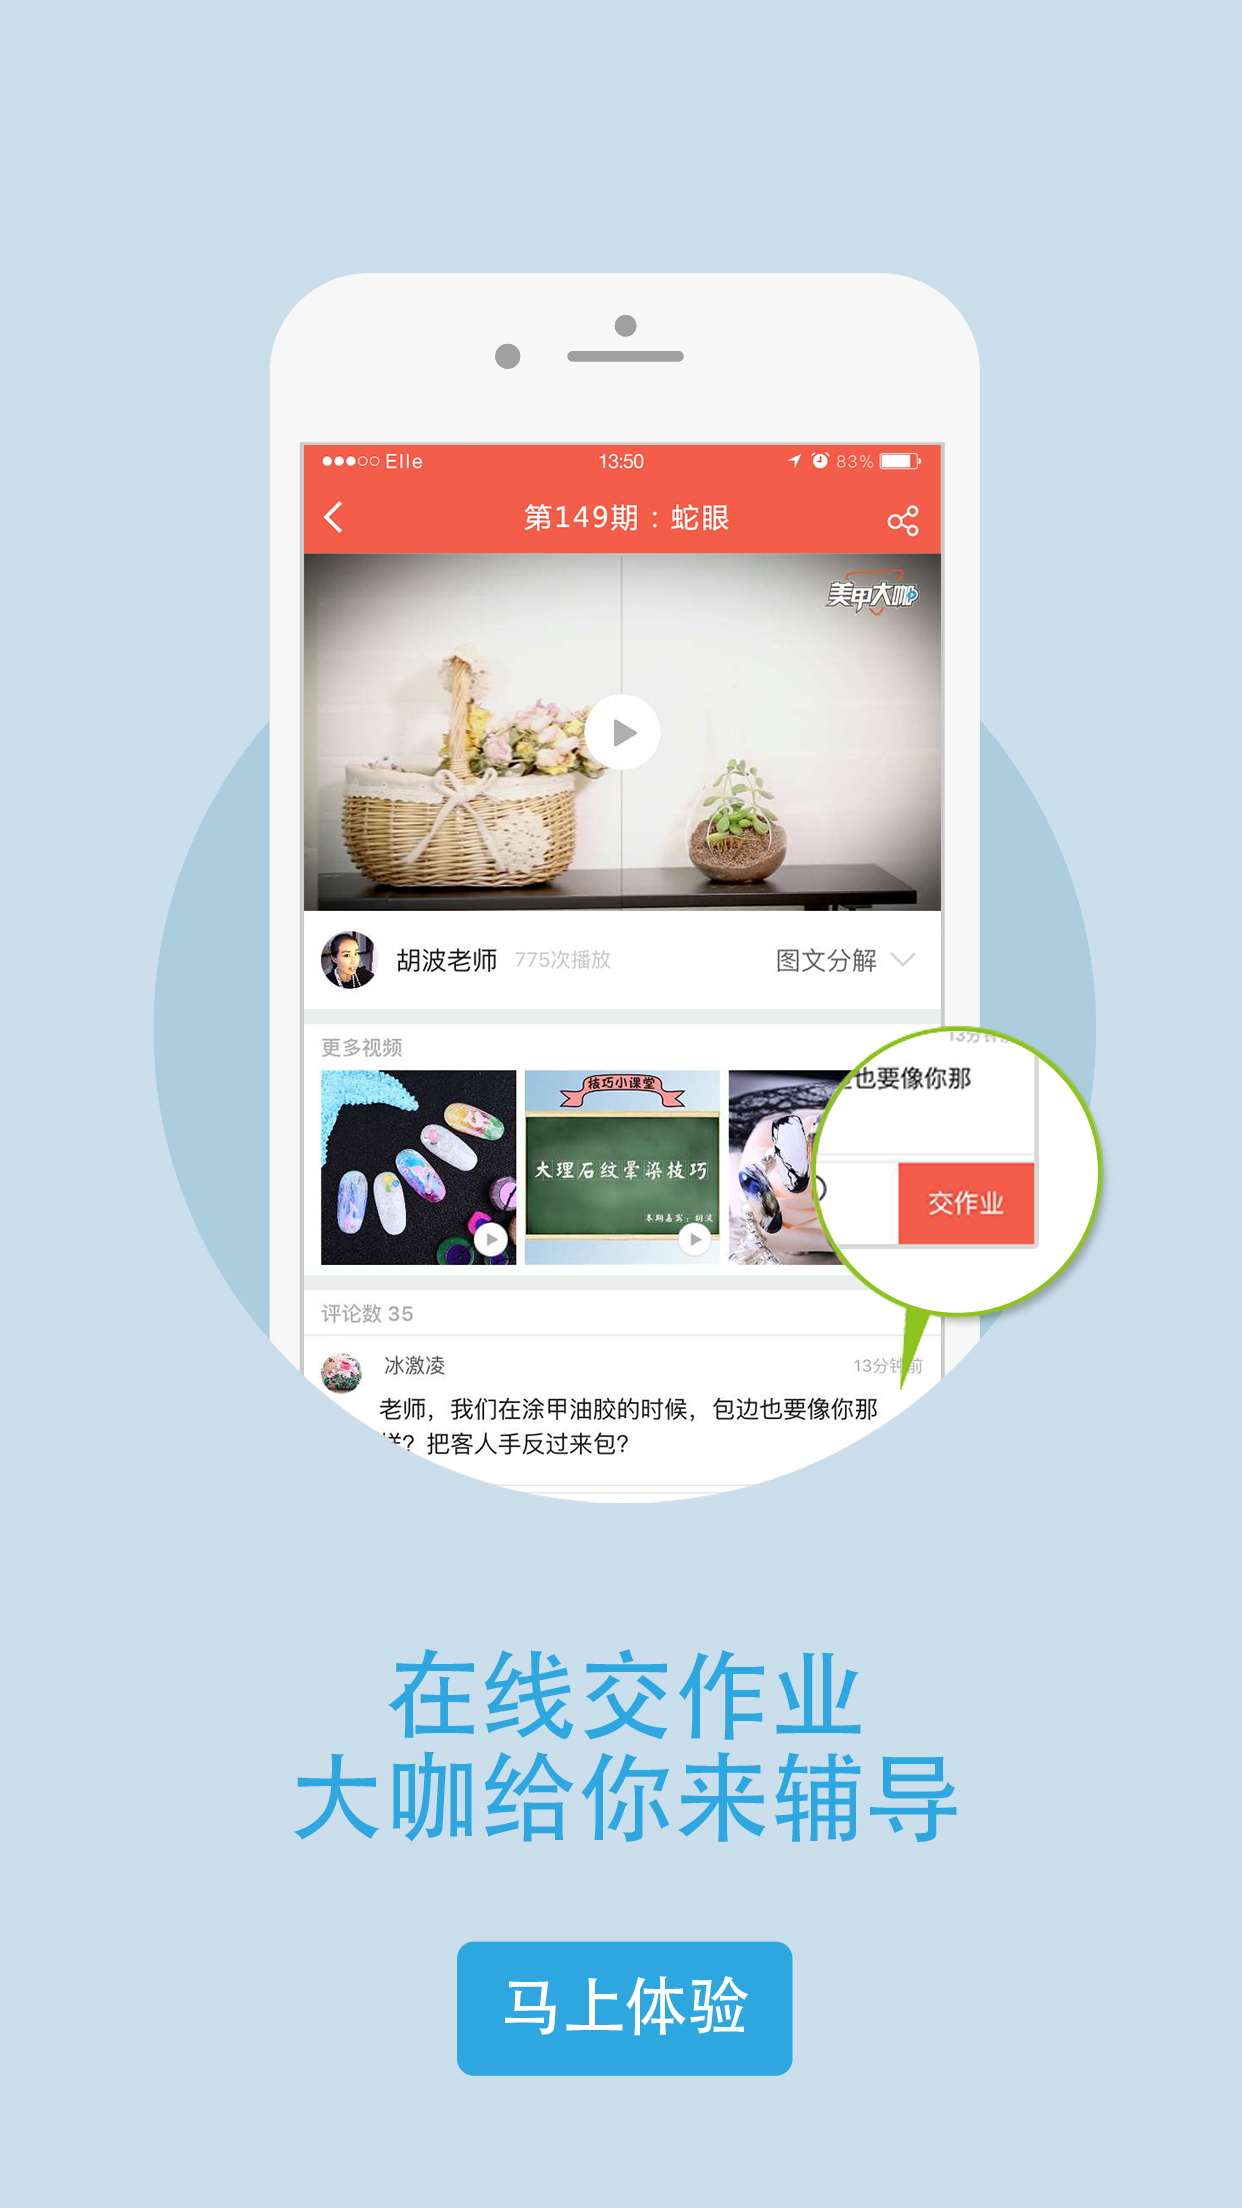 Elle 13:50 83%
第149期：蛇眼
美甲大咖
胡波老师 775次播放 图文分解
更多视频
技巧小课堂
大理石纹晕染技巧
本期嘉宾：胡波
也要像你那
交作业
评论数 35
冰激凌 13分钟前
老师，我们在涂甲油胶的时候，包边也要像你那
样？把客人手反过来包？
在线交作业
大咖给你来辅导
马上体验